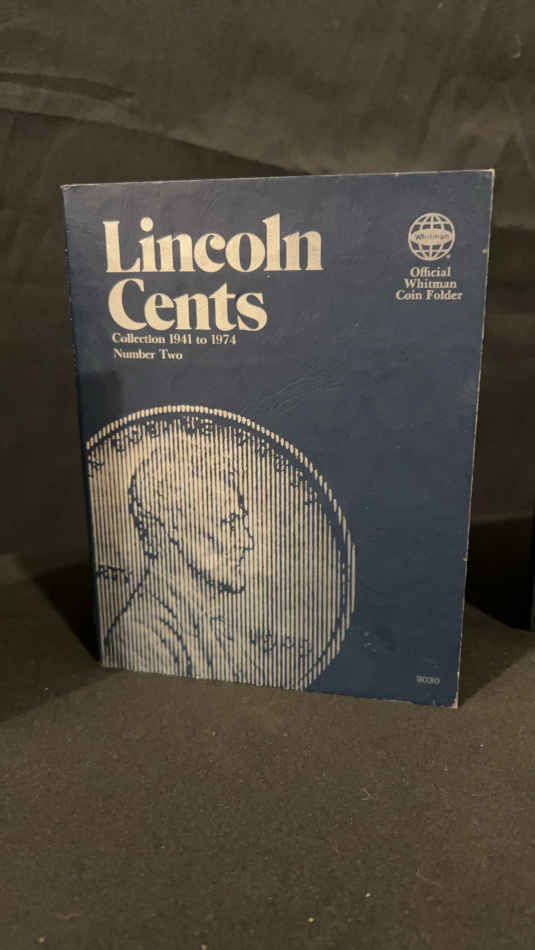 Lincoln
Cents
Collection 1941 to 1974
Number Two
Whitman
Official
Whitman
Coin Folder
9030